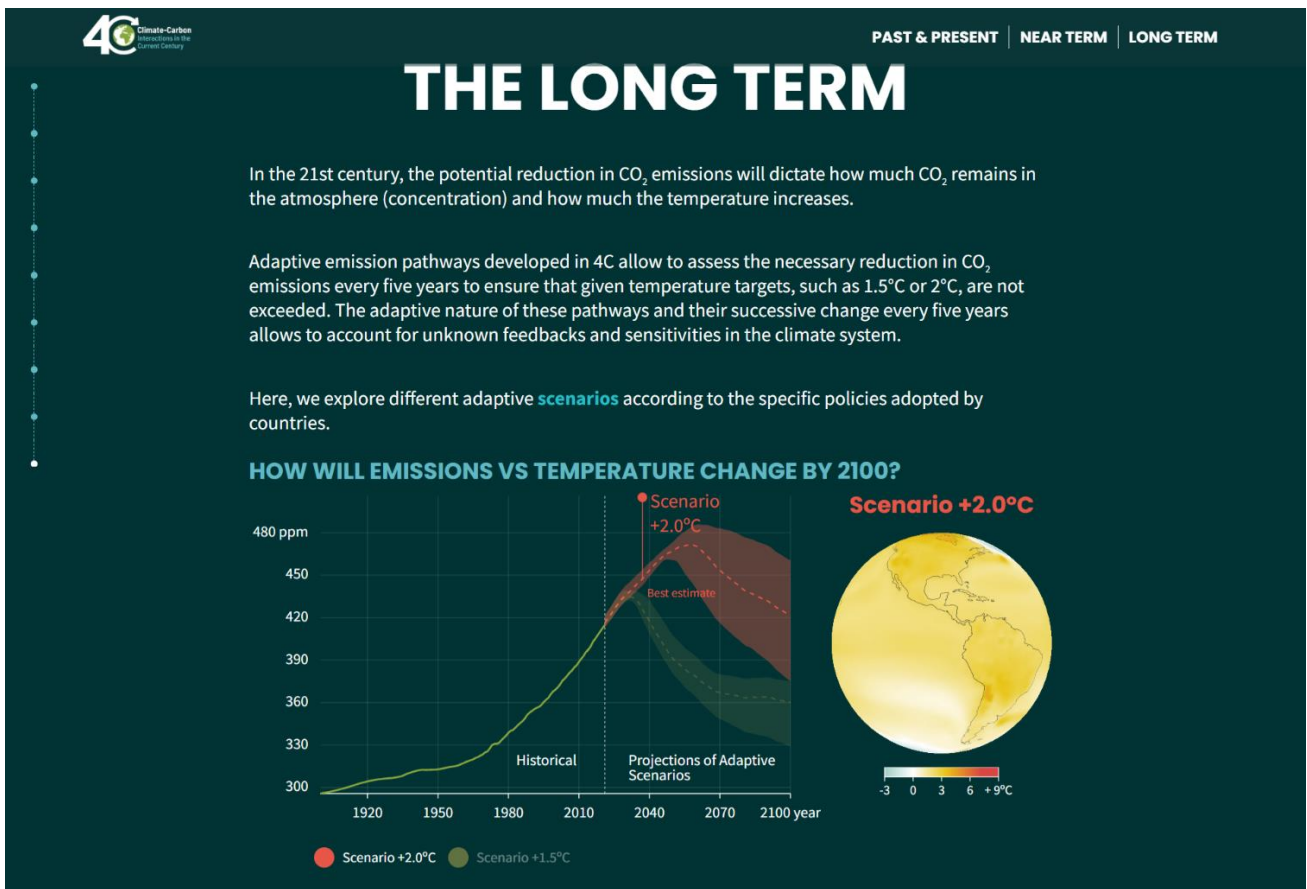 4C
Climate-Carbon
Interactions in the
Current Century
PAST & PRESENT
NEAR TERM
LONG TERM
THE LONG TERM
In the 21st century, the potential reduction in CO₂ emissions will dictate how much CO₂ remains in
the atmosphere (concentration) and how much the temperature increases.
Adaptive emission pathways developed in 4C allow to assess the necessary reduction in CO₂
emissions every five years to ensure that given temperature targets, such as 1.5°C or 2°C, are not
exceeded. The adaptive nature of these pathways and their successive change every five years
allows to account for unknown feedbacks and sensitivities in the climate system.
Here, we explore different adaptive scenarios according to the specific policies adopted by
countries.
HOW WILL EMISSIONS VS TEMPERATURE CHANGE BY 2100?
Scenario
+2.0ºC
Best estimate
480 ppm
450
420
390
360
330
300
Historical
Projections of Adaptive
Scenarios
1920 1950 1980 2010 2040 2070 2100 year
Scenario +2.0ºC
Scenario +1.5ºC
Scenario +2.0ºC
-3 0 3 6 +9ºC